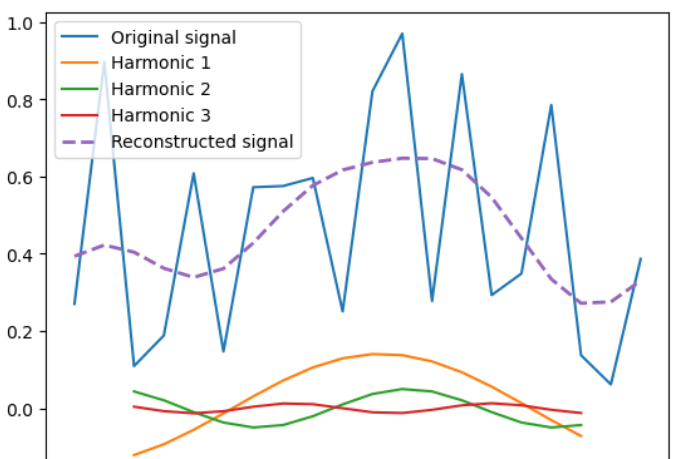 1.0
Original signal
Harmonic 1
0.8
Harmonic 2
Harmonic 3
Reconstructed signal
0.6
0.4
0.2
0.0